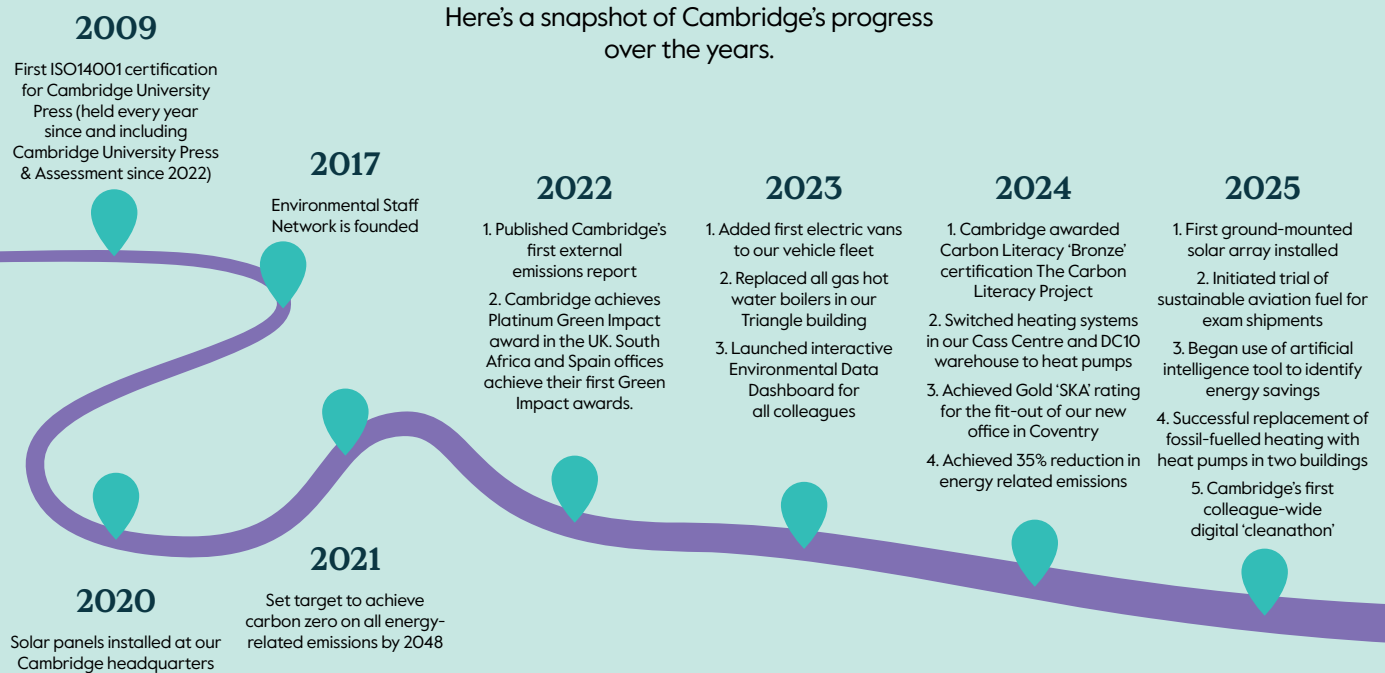 Here's a snapshot of Cambridge's progress
over the years.
2009
First ISO14001 certification
for Cambridge University
Press (held every year
since and including
Cambridge University Press
& Assessment since 2022)
2017
Environmental Staff
Network is founded
2020
Solar panels installed at our
Cambridge headquarters
2021
Set target to achieve
carbon zero on all energy-
related emissions by 2048
2022
1. Published Cambridge's
first external
emissions report
2. Cambridge achieves
Platinum Green Impact
award in the UK. South
Africa and Spain offices
achieve their first Green
Impact awards.
2023
1. Added first electric vans
to our vehicle fleet
2. Replaced all gas hot
water boilers in our
Triangle building
3. Launched interactive
Environmental Data
Dashboard for
all colleagues
2024
1. Cambridge awarded
Carbon Literacy 'Bronze'
certification The Carbon
Literacy Project
2. Switched heating systems
in our Cass Centre and DC10
warehouse to heat pumps
3. Achieved Gold 'SKA' rating
for the fit-out of our new
office in Coventry
4. Achieved 35% reduction in
energy related emissions
2025
1. First ground-mounted
solar array installed
2. Initiated trial of
sustainable aviation fuel for
exam shipments
3. Began use of artificial
intelligence tool to identify
energy savings
4. Successful replacement of
fossil-fuelled heating with
heat pumps in two buildings
5. Cambridge's first
colleague-wide
digital 'cleanathon'